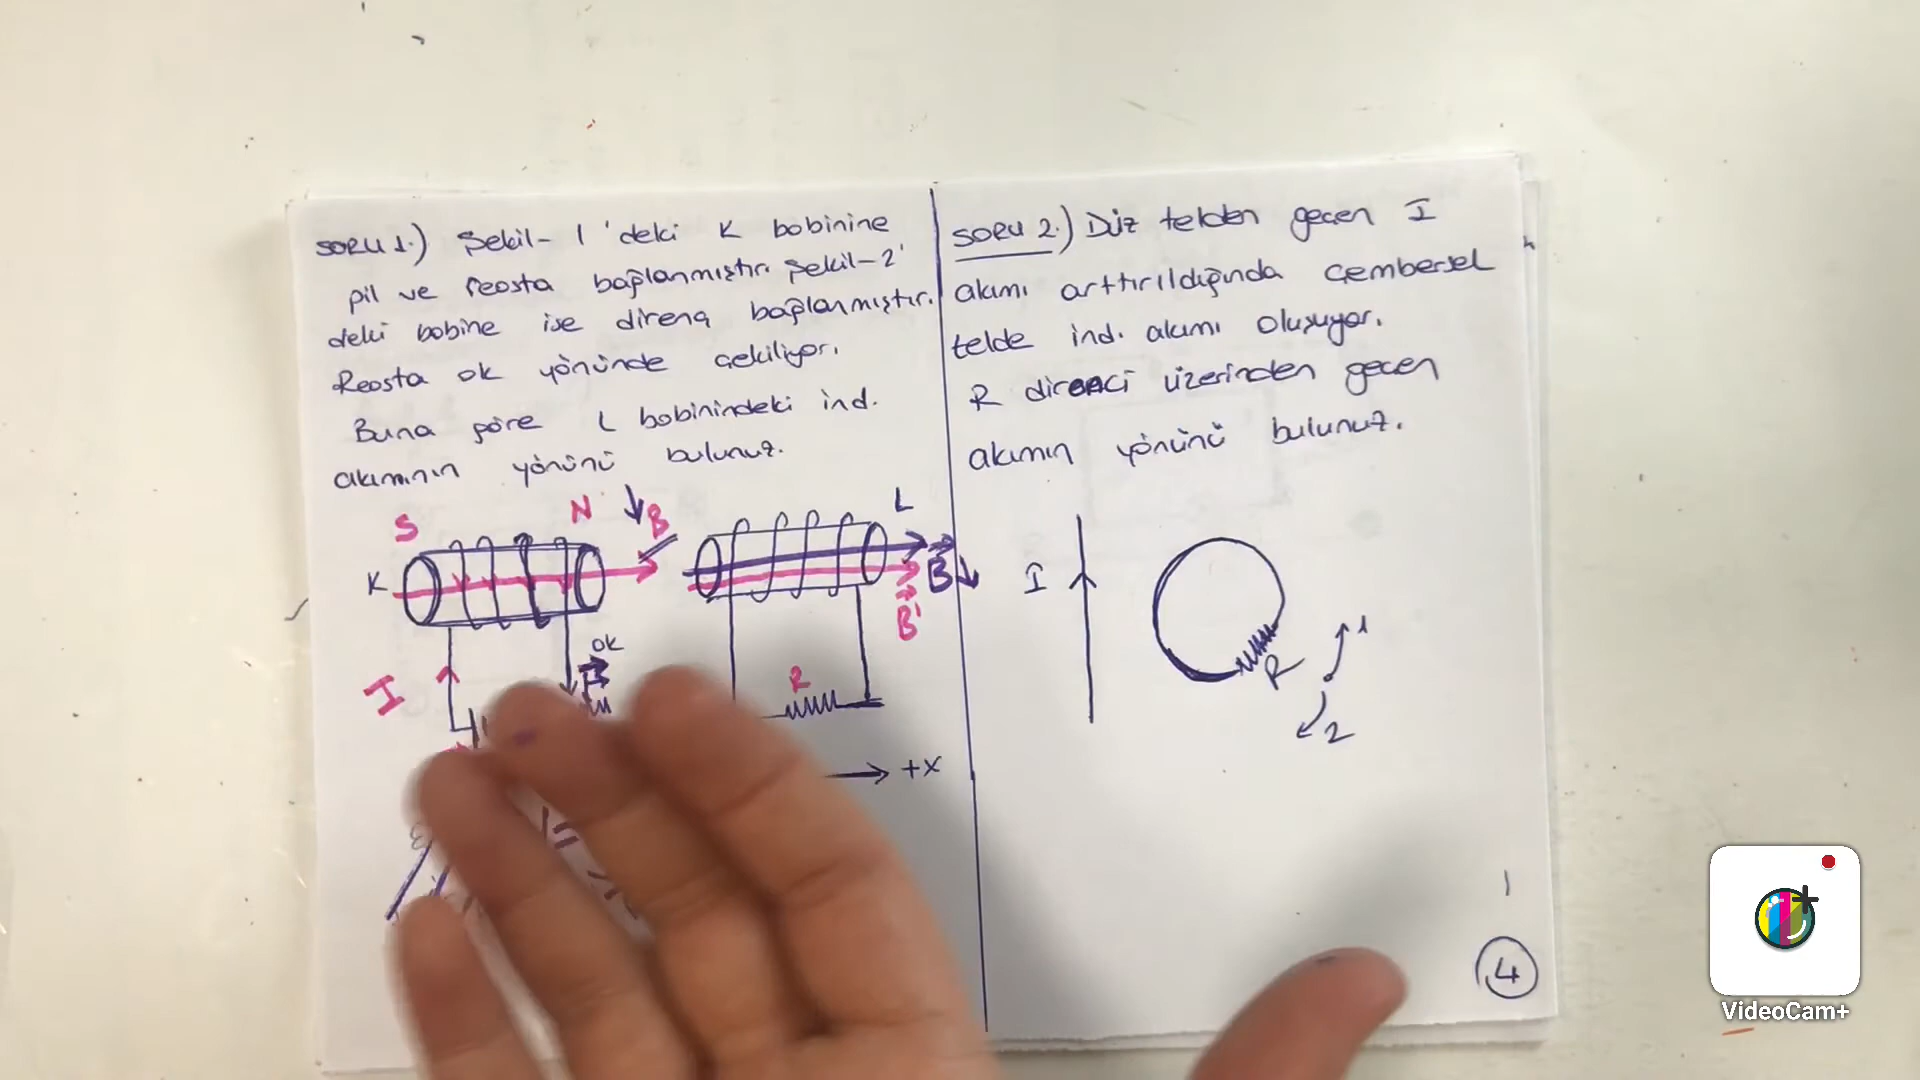 SORU 1.) Şekil-1 'deki K bobinine
pil ve reosta bağlanmıştır. Şekil-2'
deki bobine ise direnç bağlanmıştır.
Reosta ok yönünde çekiliyor.
Buna göre L bobinindeki ind.
akımının yönünü bulunuz.
S
N
B
L
K
B
B'
ok
I
R
+x
SORU 2.) Düz telden geçen I
akımı arttırıldığında çembersel
telde ind. akımı oluşuyor.
R direnci üzerinden geçen
akımın yönünü bulunuz.
I
R
1
2
4
VideoCam+